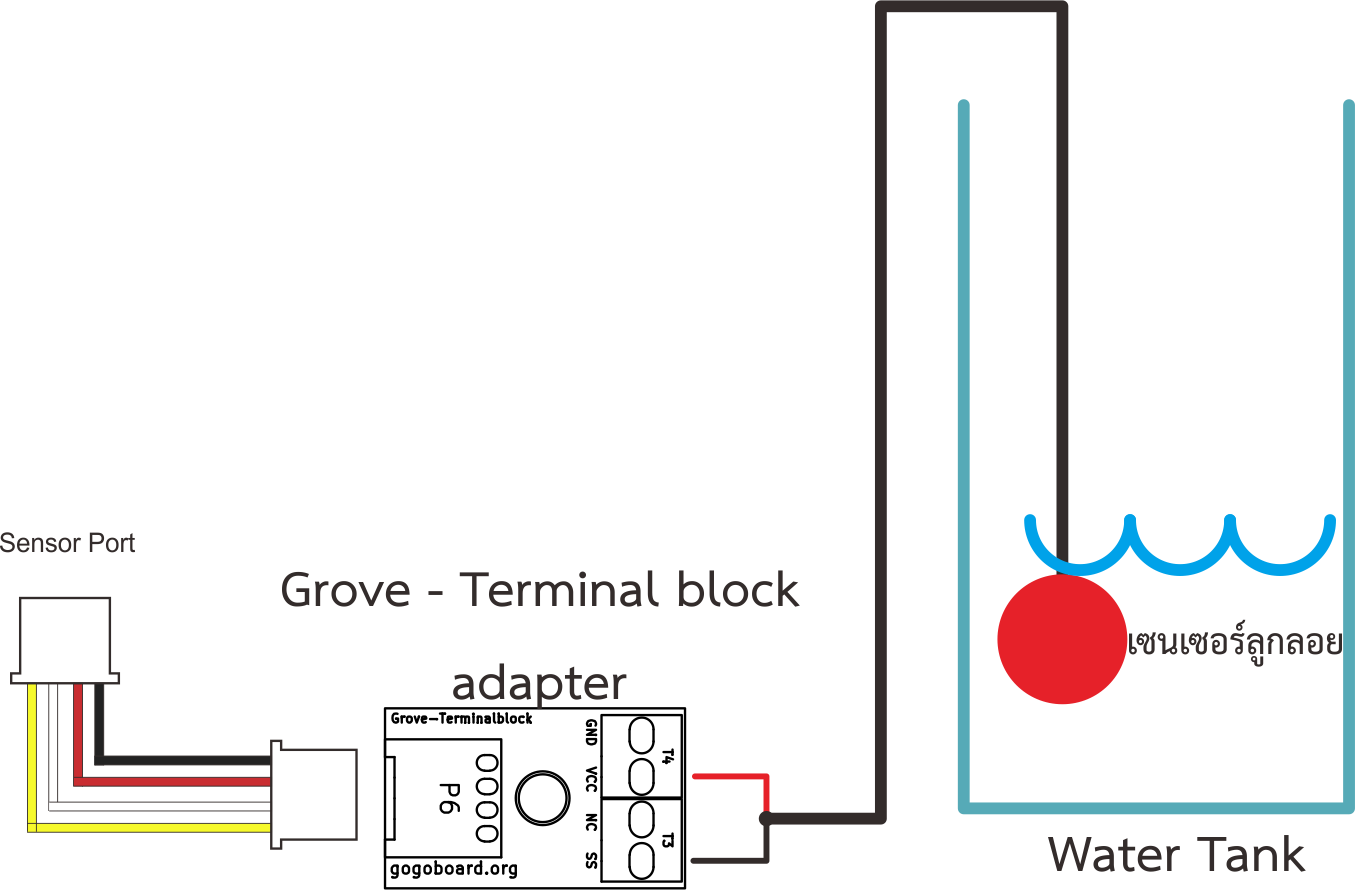 Sensor Port
Grove - Terminal block
adapter
Grove-Terminalblock
GND
VCC
NC
SS
T4
T3
P6
gogoboard.org
เซนเซอร์ลูกลอย
Water Tank